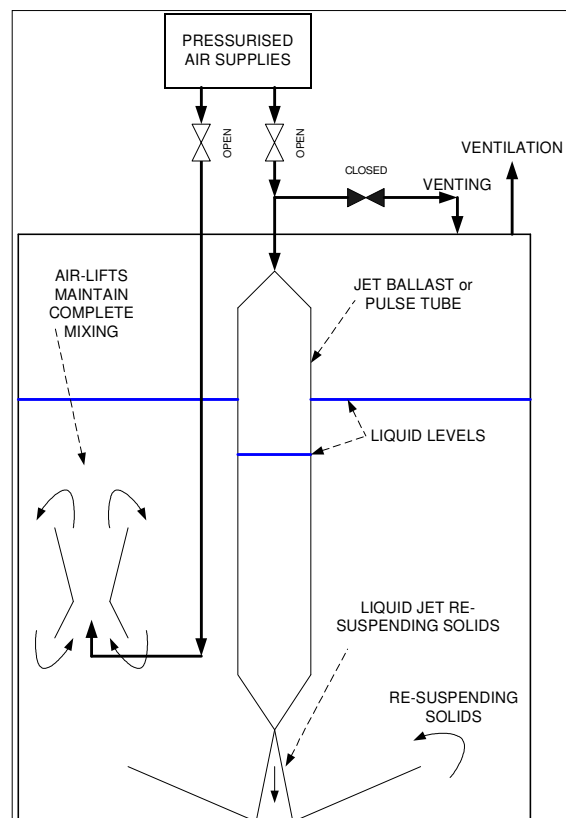 PRESSURISED
AIR SUPPLIES
OPEN
OPEN
CLOSED
VENTING
VENTILATION
AIR-LIFTS
MAINTAIN
COMPLETE
MIXING
JET BALLAST or
PULSE TUBE
LIQUID LEVELS
LIQUID JET RE-
SUSPENDING SOLIDS
RE-SUSPENDING
SOLIDS